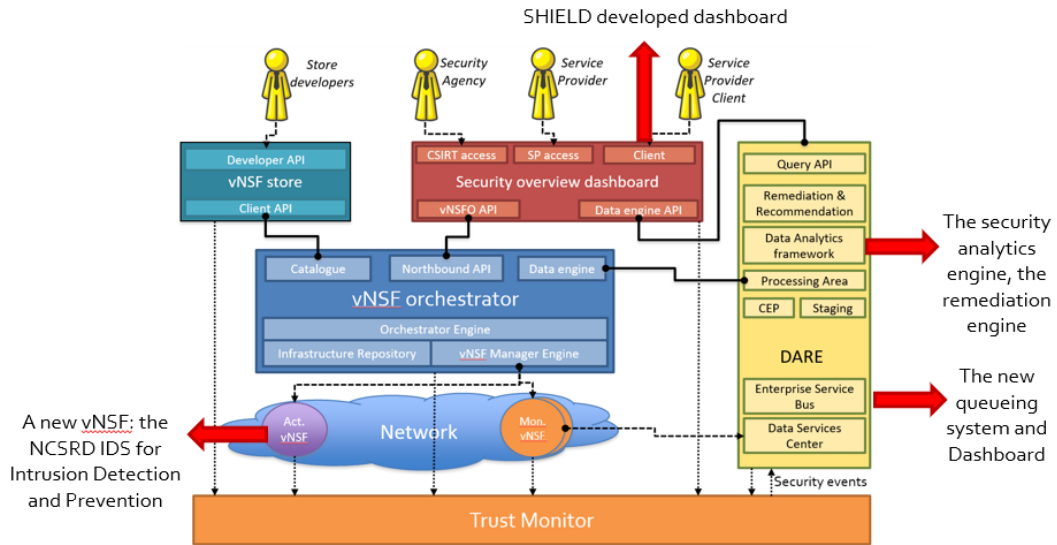 SHIELD developed dashboard
Store
developers
Security
Agency
Service
Provider
Service
Provider
Client
Developer API
vNSF store
Client API
CSIRT access
SP access
Client
Security overview dashboard
vNSFO API
Data engine API
Query API
Remediation &
Recommendation
Data Analytics
framework
Processing Area
CEP
Staging
DARE
Enterprise Service
Bus
Data Services
Center
The security
analytics
engine, the
remediation
engine
The new
queueing
system and
Dashboard
Catalogue
Northbound API
Data engine
vNSF orchestrator
Orchestrator Engine
Infrastructure Repository
vNSF Manager Engine
Act.
vNSF
Network
Mon.
vNSF
A new vNSF: the
NCSRD IDS for
Intrusion Detection
and Prevention
Security events
Trust Monitor